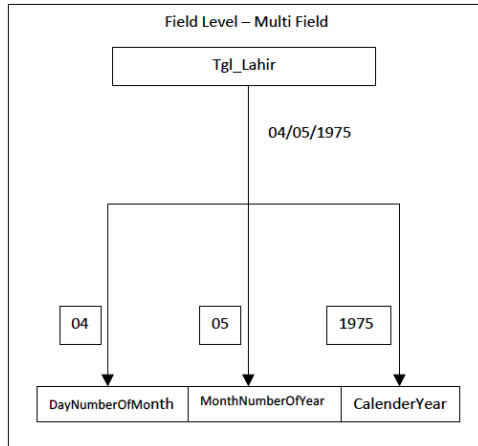 Field Level – Multi Field
Tgl_Lahir
04/05/1975
04
05
1975
DayNumberOfMonth
MonthNumberOfYear
CalenderYear